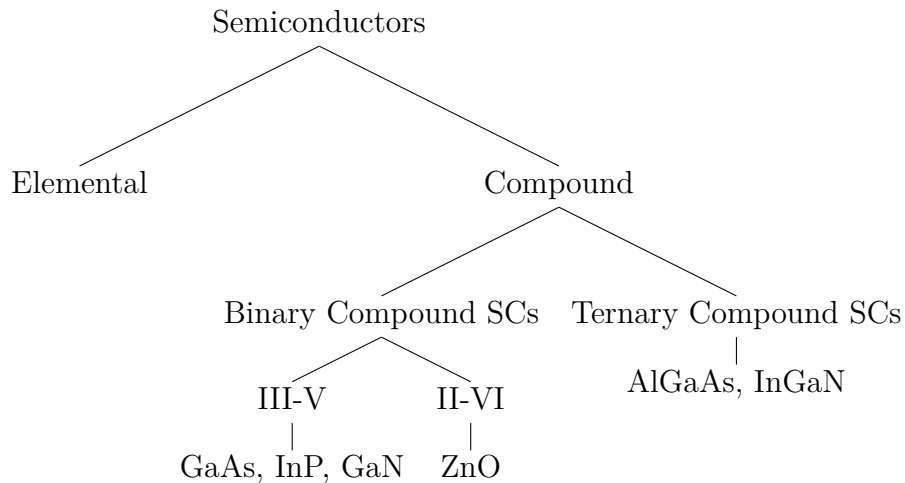 Semiconductors
Elemental
Compound
Binary Compound SCs
Ternary Compound SCs
III-V
II-VI
AlGaAs, InGaN
GaAs, InP, GaN
ZnO